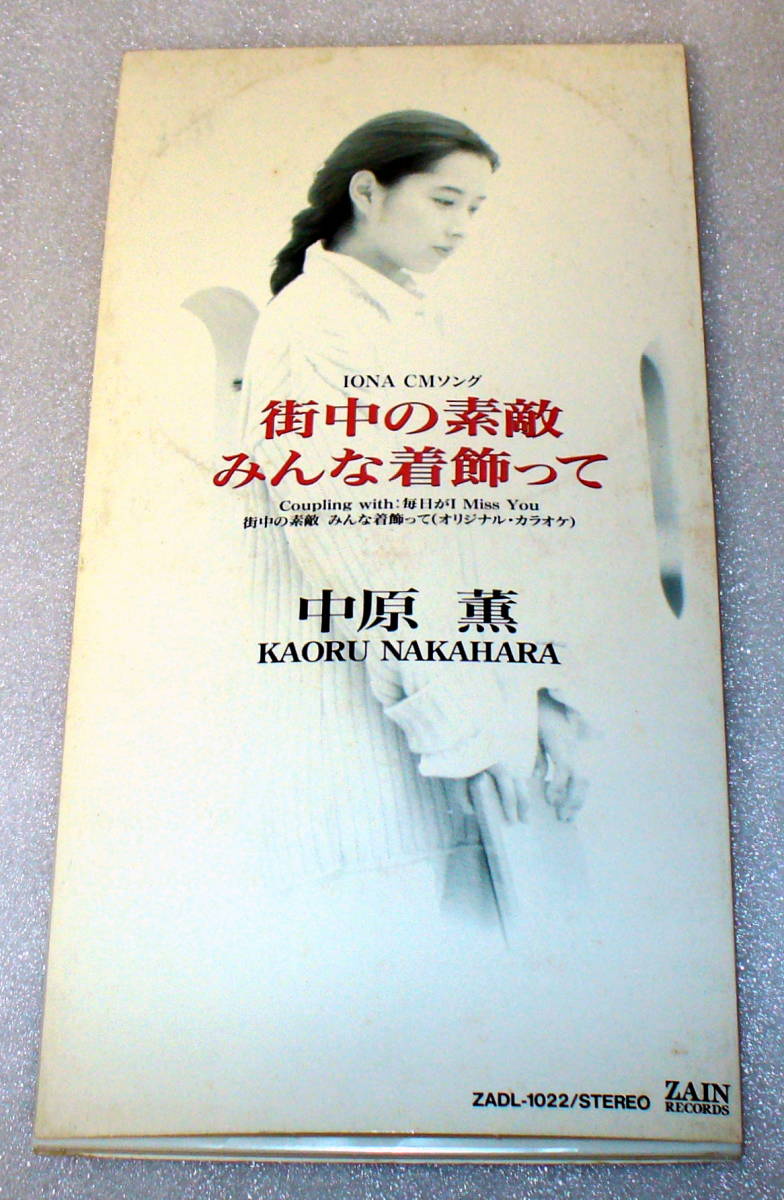 IONA CMソング
街中の素敵
みんな着飾って
Coupling with:毎日がI Miss You
街中の素敵 みんな着飾って(オリジナル・カラオケ)
中原 薫
KAORU NAKAHARA
ZADL-1022/STEREO
ZAIN
RECORDS